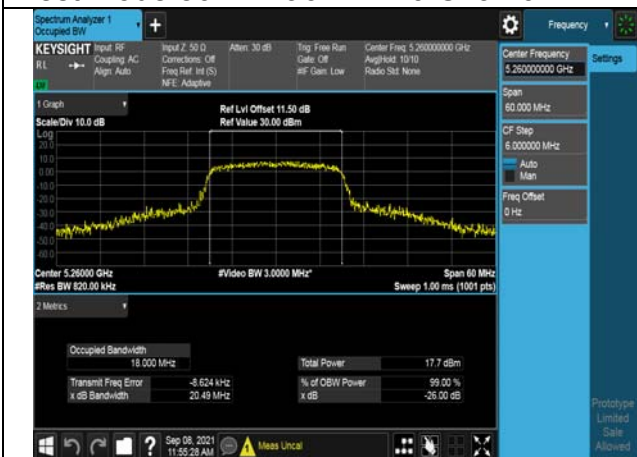 Spectrum Analyzer 1
Occupied BW
+
Frequency
KEYSIGHT
RL
Input: RF
Coupling: AC
Align: Auto
Input Z: 50 Ω
Corrections: Off
Freq Ref: Int (S)
NFE: Adaptive
Atten: 30 dB
Trig: Free Run
Gate: Off
#IF Gain: Low
Center Freq: 5.260000000 GHz
Avg|Hold: 10/10
Radio Std: None
Center Frequency
5.260000000 GHz
Settings
Span
60.000 MHz
CF Step
6.000000 MHz
Auto
Man
Freq Offset
0 Hz
1 Graph
Scale/Div 10.0 dB
Ref Lvl Offset 11.50 dB
Ref Value 30.00 dBm
Log
20.0
10.0
0.00
-10.0
-20.0
-30.0
-40.0
-50.0
-60.0
Center 5.26000 GHz
#Res BW 820.00 kHz
#Video BW 3.0000 MHz*
Span 60 MHz
Sweep 1.00 ms (1001 pts)
2 Metrics
Occupied Bandwidth
18.000 MHz
Total Power 17.7 dBm
Transmit Freq Error -8.624 kHz
% of OBW Power 99.00 %
x dB Bandwidth 20.49 MHz
x dB -26.00 dB
Prototype
Limited
Sale
Allowed
?
Sep 08, 2021
11:55:28 AM
Meas Uncal